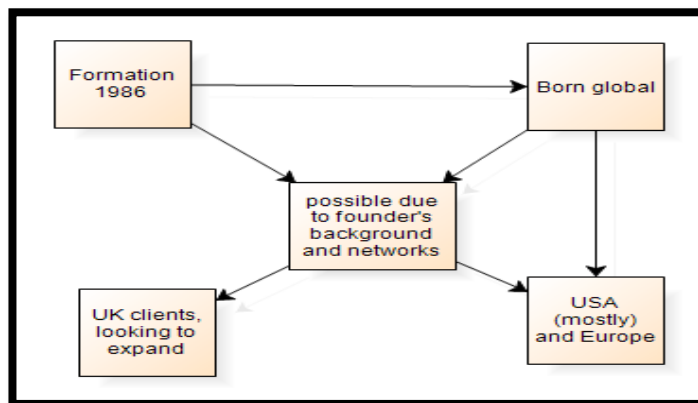 Formation
1986
Born global
possible due
to founder's
background
and networks
UK clients,
looking to
expand
USA
(mostly)
and Europe